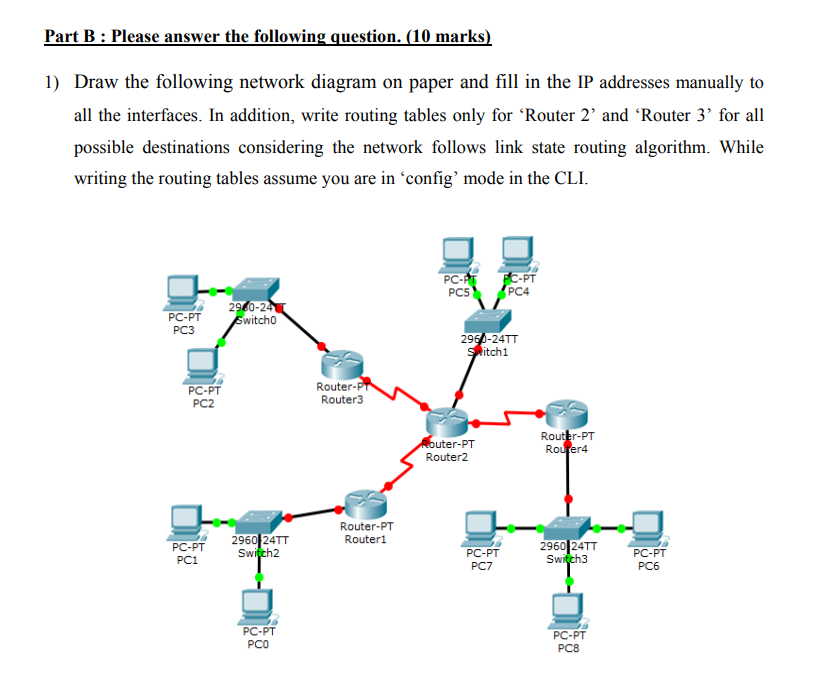 Part B : Please answer the following question. (10 marks)
1) Draw the following network diagram on paper and fill in the IP addresses manually to
all the interfaces. In addition, write routing tables only for ‘Router 2’ and ‘Router 3’ for all
possible destinations considering the network follows link state routing algorithm. While
writing the routing tables assume you are in ‘config’ mode in the CLI.
PC-PT
PC5
PC-PT
PC4
PC-PT
PC3
2960-24TT
Switch0
2960-24TT
Switch1
PC-PT
PC2
Router-PT
Router3
Router-PT
Router2
Router-PT
Router4
PC-PT
PC1
2960-24TT
Switch2
Router-PT
Router1
PC-PT
PC7
2960-24TT
Switch3
PC-PT
PC6
PC-PT
PC0
PC-PT
PC8